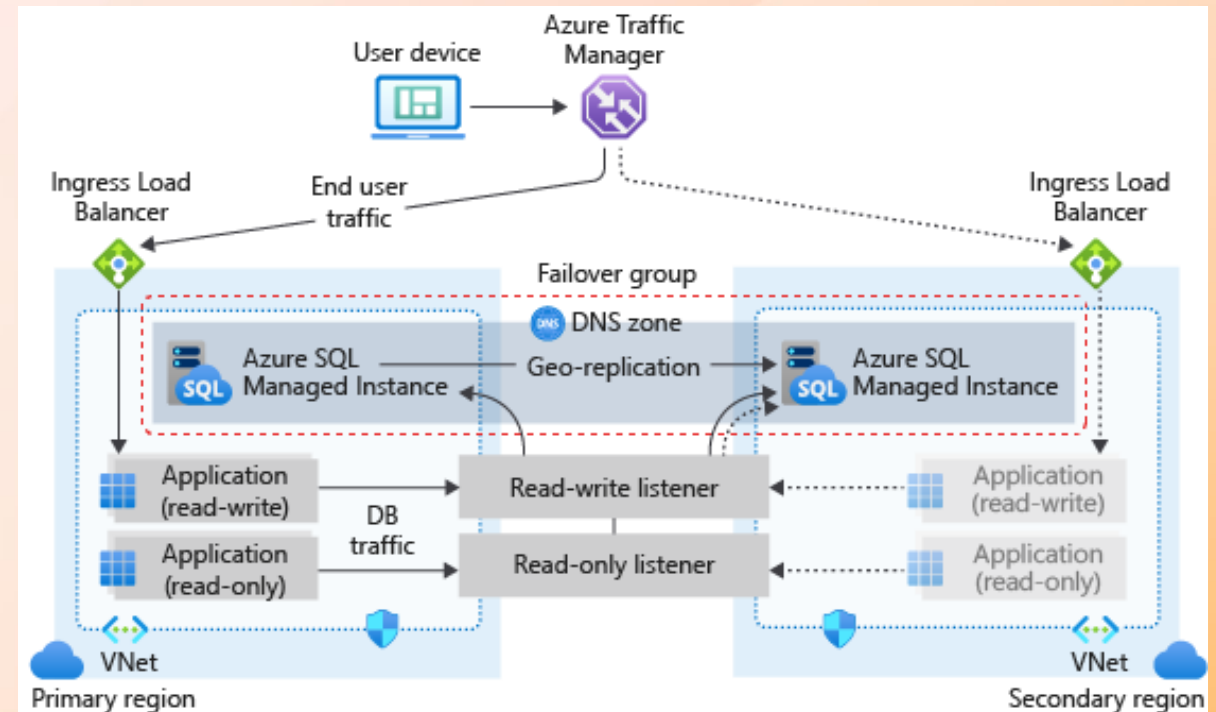 Azure Traffic
Manager
User device
Ingress Load
Balancer
End user
traffic
Ingress Load
Balancer
Failover group
DNS
DNS zone
SQL
Azure SQL
Managed Instance
Geo-replication
SQL
Azure SQL
Managed Instance
Application
(read-write)
DB
traffic
Read-write listener
Application
(read-write)
Application
(read-only)
Read-only listener
Application
(read-only)
VNet
Primary region
VNet
Secondary region